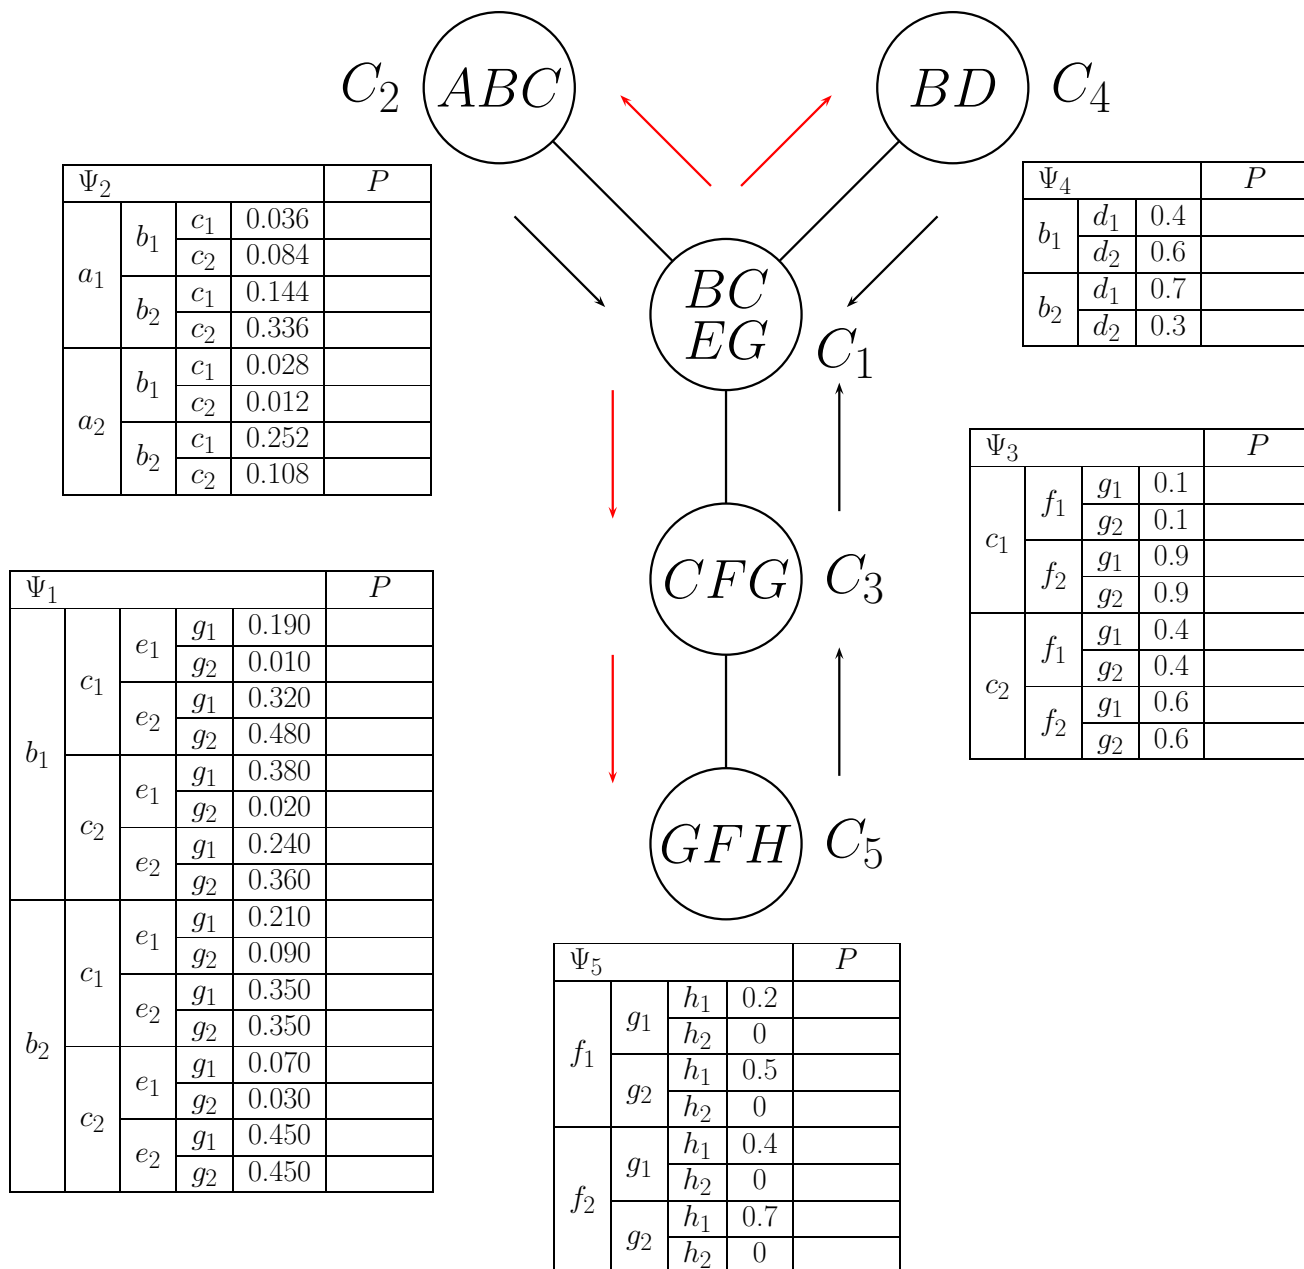 C2 ABC BD C4
BC
EG C1
CFG C3
GFH C5
Ψ2 P
a1 b1 c1 0.036
c2 0.084
b2 c1 0.144
c2 0.336
a2 b1 c1 0.028
c2 0.012
b2 c1 0.252
c2 0.108
Ψ4 P
b1 d1 0.4
d2 0.6
b2 d1 0.7
d2 0.3
Ψ3 P
c1 f1 g1 0.1
g2 0.1
f2 g1 0.9
g2 0.9
c2 f1 g1 0.4
g2 0.4
f2 g1 0.6
g2 0.6
Ψ1 P
b1 c1 e1 g1 0.190
g2 0.010
e2 g1 0.320
g2 0.480
c2 e1 g1 0.380
g2 0.020
e2 g1 0.240
g2 0.360
b2 c1 e1 g1 0.210
g2 0.090
e2 g1 0.350
g2 0.350
c2 e1 g1 0.070
g2 0.030
e2 g1 0.450
g2 0.450
Ψ5 P
f1 g1 h1 0.2
h2 0
g2 h1 0.5
h2 0
f2 g1 h1 0.4
h2 0
g2 h1 0.7
h2 0